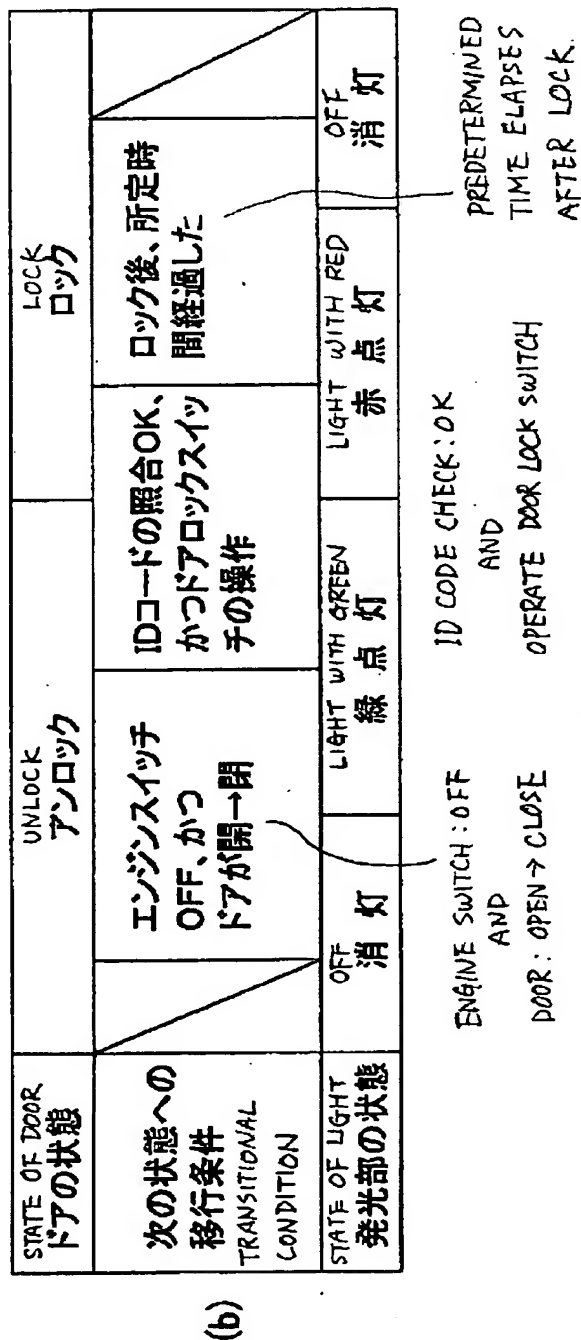 (b)
STATE OF DOOR
ドアの状態
UNLOCK
アンロック
LOCK
ロック
次の状態への
移行条件
TRANSITIONAL
CONDITION
エンジンスイッチ
OFF、かつ
ドアが開→閉
IDコードの照合OK、
かつドアロックスイッ
チの操作
ロック後、所定時
間経過した
STATE OF LIGHT
発光部の状態
OFF
消 灯
LIGHT WITH GREEN
緑 点 灯
LIGHT WITH RED
赤 点 灯
OFF
消 灯
ENGINE SWITCH : OFF
AND
DOOR : OPEN → CLOSE
ID CODE CHECK : OK
AND
OPERATE DOOR LOCK SWITCH
PREDETERMINED
TIME ELAPSES
AFTER LOCK.